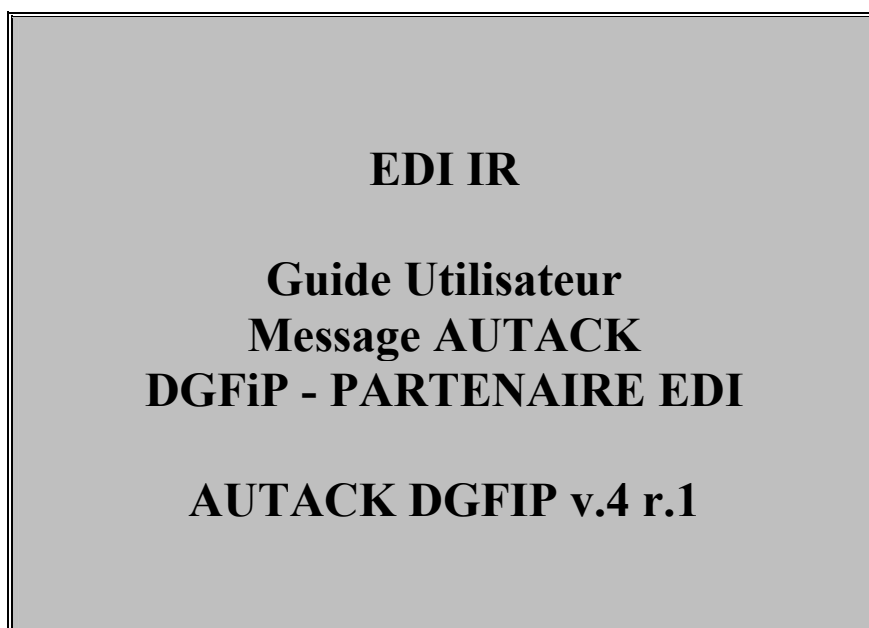 EDI IR
Guide Utilisateur
Message AUTACK
DGFiP - PARTENAIRE EDI
AUTACK DGFIP v.4 r.1